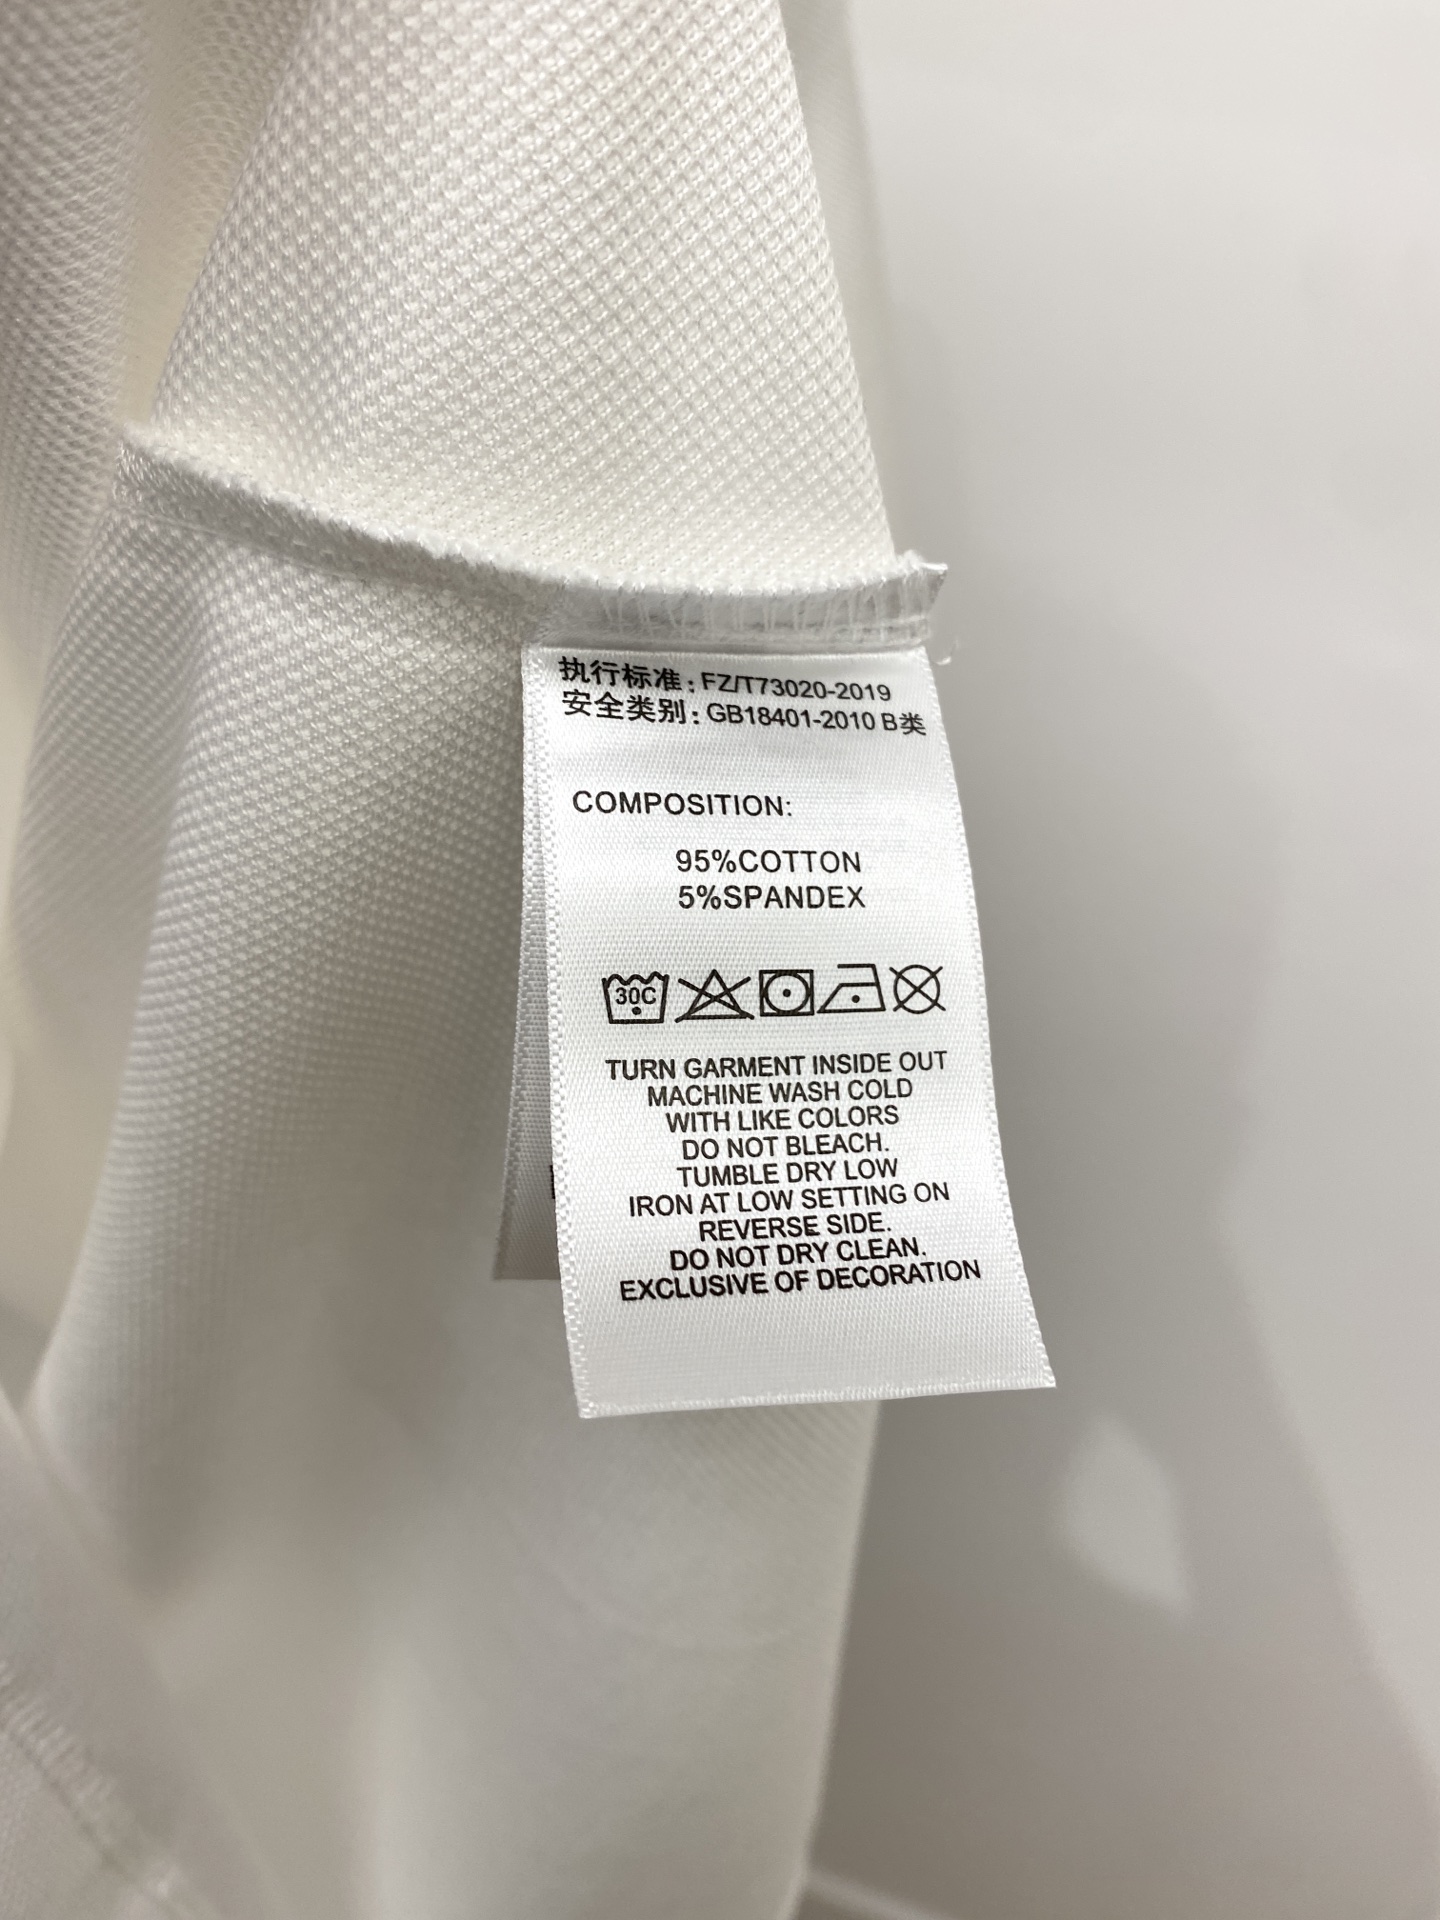 执行标准：FZ/T73020-2019
安全类别：GB18401-2010 B类
COMPOSITION:
95%COTTON
5%SPANDEX
30C
TURN GARMENT INSIDE OUT
MACHINE WASH COLD
WITH LIKE COLORS
DO NOT BLEACH.
TUMBLE DRY LOW
IRON AT LOW SETTING ON
REVERSE SIDE.
DO NOT DRY CLEAN.
EXCLUSIVE OF DECORATION